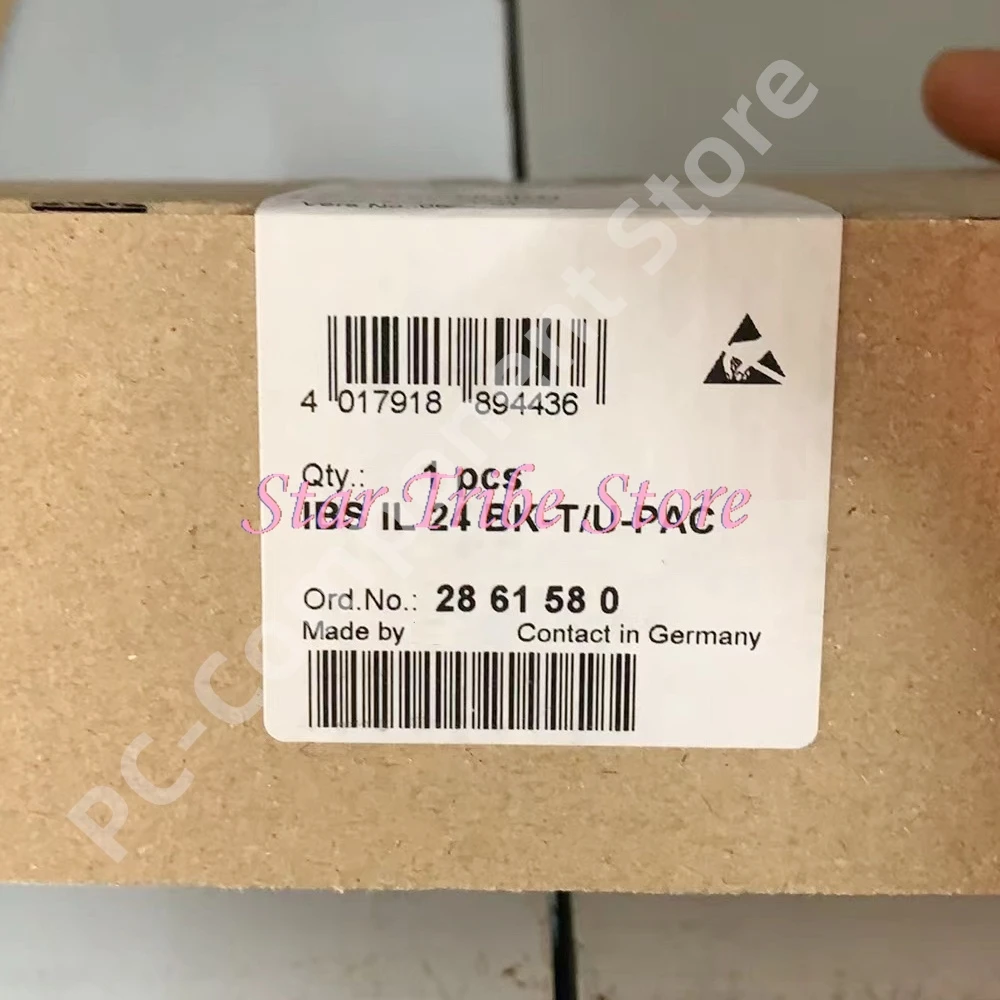 4 017918 894436
Qty.: 1 pcs
Star Tribe Store
IBS IL 24 BK-T/U-PAC
Ord.No.: 28 61 58 0
Made by Contact in Germany
PC-Component Store